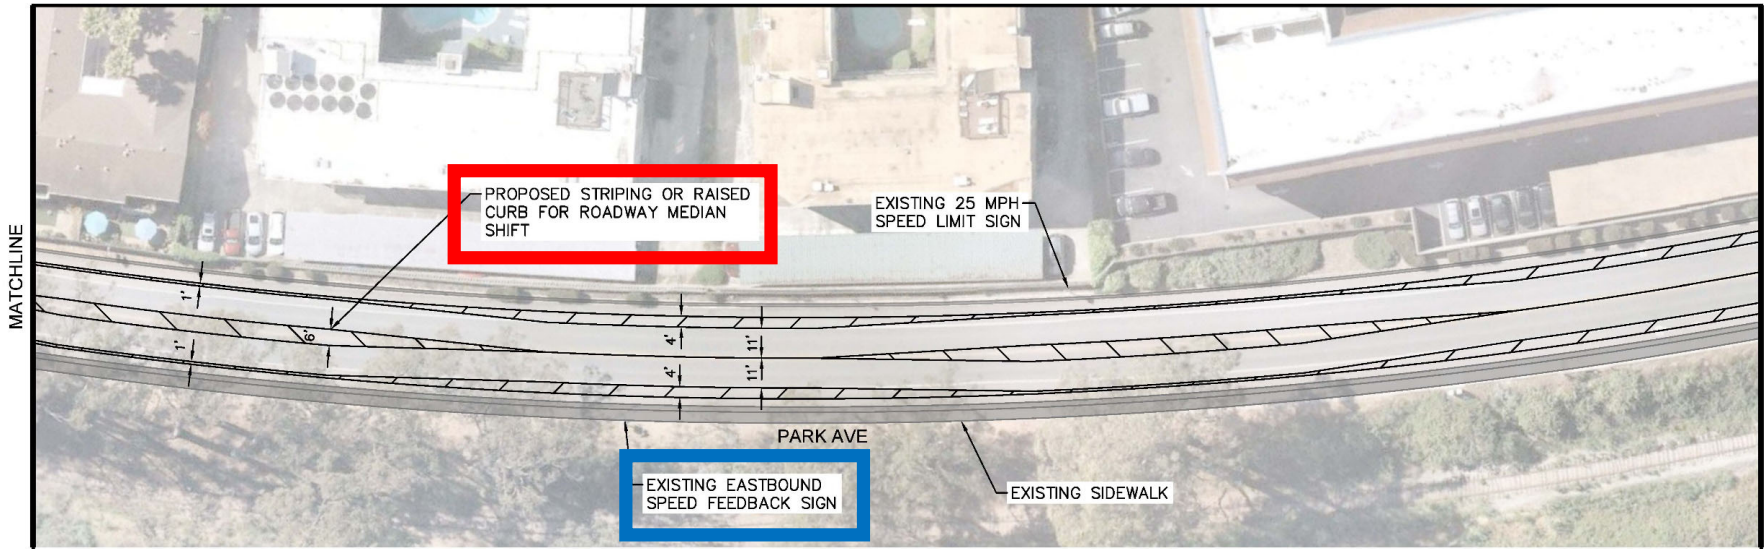 PROPOSED STRIPING OR RAISED
CURB FOR ROADWAY MEDIAN
SHIFT
EXISTING 25 MPH
SPEED LIMIT SIGN
MATCHLINE
1'
6'
1'
4'
11'
4'
11'
PARK AVE
EXISTING EASTBOUND
SPEED FEEDBACK SIGN
EXISTING SIDEWALK